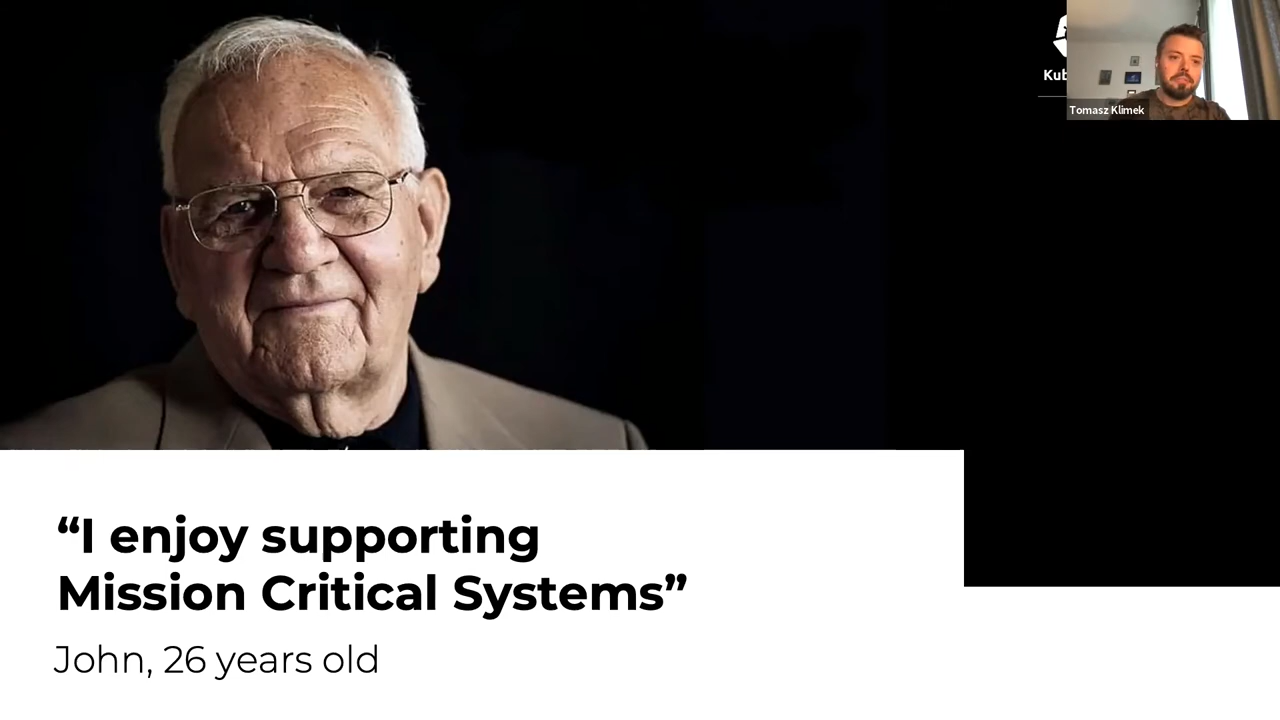 Tomasz Klimek
“I enjoy supporting
Mission Critical Systems”
John, 26 years old